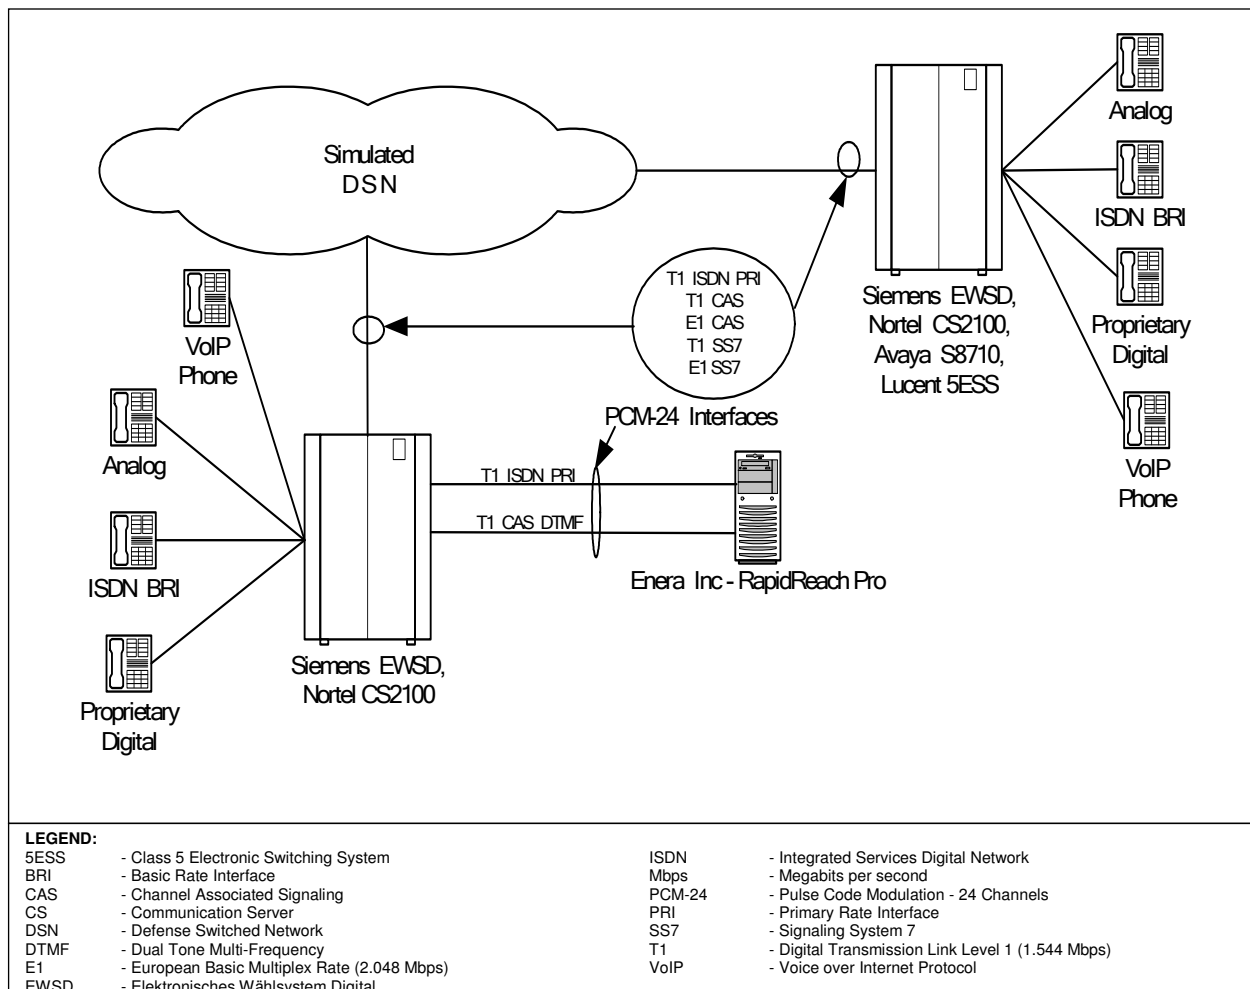 Simulated
DSN
Analog
ISDN BRI
Proprietary
Digital
VoIP
Phone
Siemens EWSD,
Nortel CS2100,
Avaya S8710,
Lucent 5ESS
T1 ISDN PRI
T1 CAS
E1 CAS
T1 SS7
E1 SS7
PCM-24 Interfaces
VoIP
Phone
Analog
ISDN BRI
Proprietary
Digital
T1 ISDN PRI
T1 CAS DTMF
Enera Inc - RapidReach Pro
Siemens EWSD,
Nortel CS2100
LEGEND:
5ESS - Class 5 Electronic Switching System
BRI - Basic Rate Interface
CAS - Channel Associated Signaling
CS - Communication Server
DSN - Defense Switched Network
DTMF - Dual Tone Multi-Frequency
E1 - European Basic Multiplex Rate (2.048 Mbps)
EWSD - Elektronisches Wählsystem Digital
ISDN - Integrated Services Digital Network
Mbps - Megabits per second
PCM-24 - Pulse Code Modulation - 24 Channels
PRI - Primary Rate Interface
SS7 - Signaling System 7
T1 - Digital Transmission Link Level 1 (1.544 Mbps)
VoIP - Voice over Internet Protocol